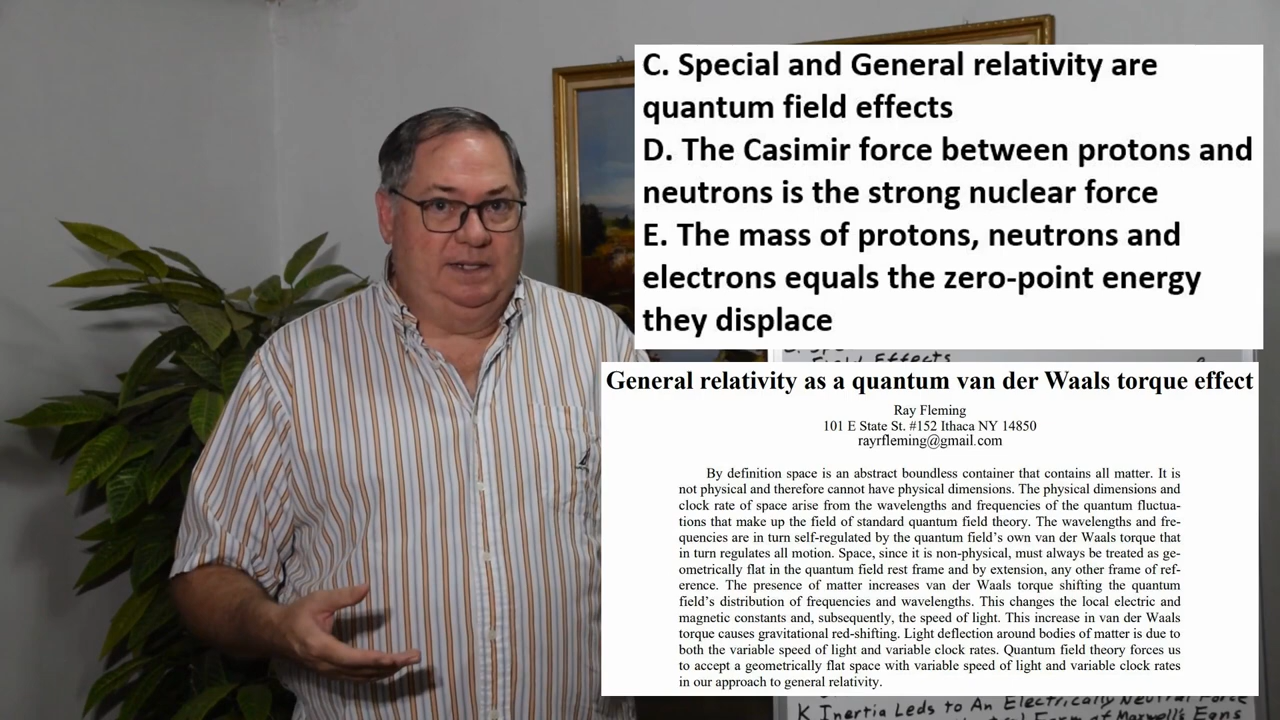 C. Special and General relativity are
quantum field effects
D. The Casimir force between protons and
neutrons is the strong nuclear force
E. The mass of protons, neutrons and
electrons equals the zero-point energy
they displace
Field Effects
General relativity as a quantum van der Waals torque effect
Ray Fleming
101 E State St. #152 Ithaca NY 14850
rayrfleming@gmail.com
By definition space is an abstract boundless container that contains all matter. It is
not physical and therefore cannot have physical dimensions. The physical dimensions and
clock rate of space arise from the wavelengths and frequencies of the quantum fluctua-
tions that make up the field of standard quantum field theory. The wavelengths and fre-
quencies are in turn self-regulated by the quantum field's own van der Waals torque that
in turn regulates all motion. Space, since it is non-physical, must always be treated as ge-
ometrically flat in the quantum field rest frame and by extension, any other frame of ref-
erence. The presence of matter increases van der Waals torque shifting the quantum
field's distribution of frequencies and wavelengths. This changes the local electric and
magnetic constants and, subsequently, the speed of light. This increase in van der Waals
torque causes gravitational red-shifting. Light deflection around bodies of matter is due to
both the variable speed of light and variable clock rates. Quantum field theory forces us
to accept a geometrically flat space with variable speed of light and variable clock rates
in our approach to general relativity.
K Inertia Leds to An Electrically Neutral Force
Form of Maxwell's Eqns